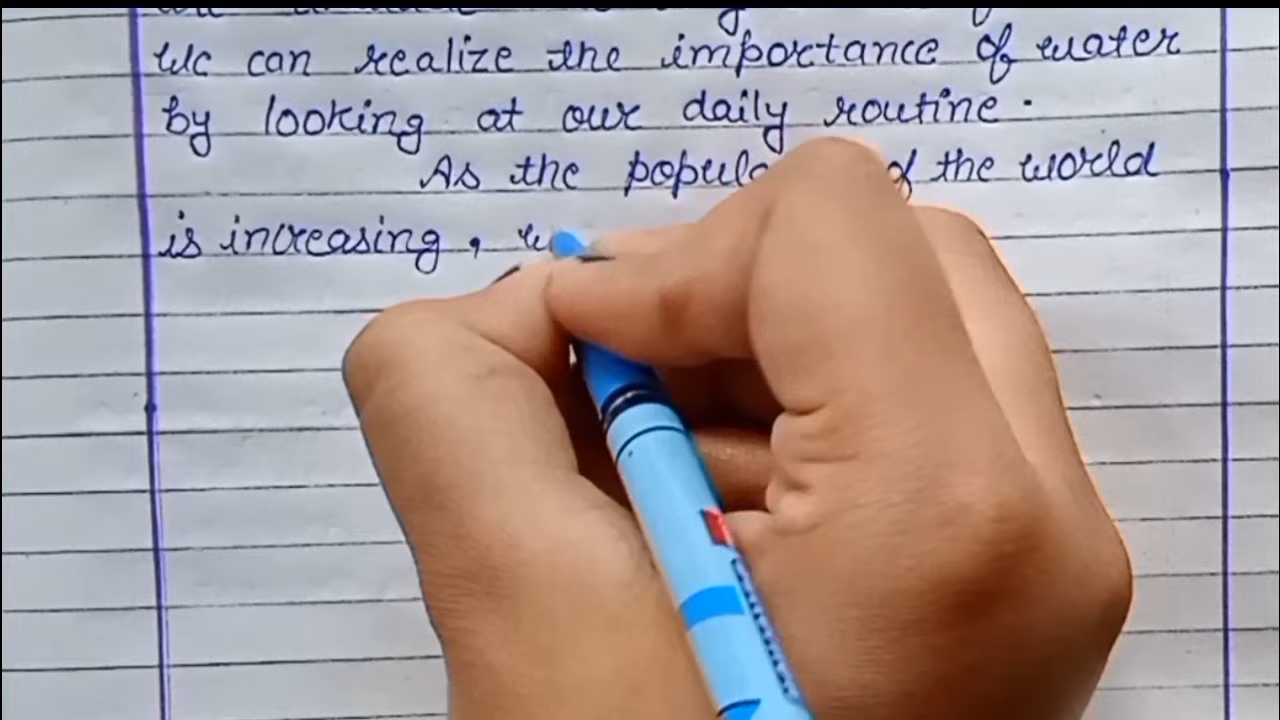 We can realize the importance of water
by looking at our daily routine.
As the of the world
is increasing,